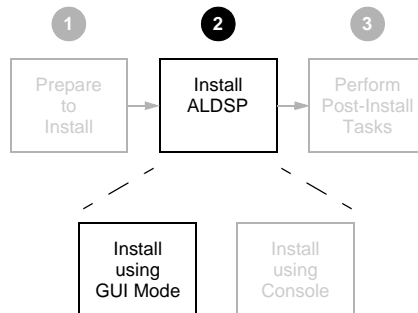 1
2
3
Prepare
to
Install
Install
ALDSP
Perform
Post-Install
Tasks
Install
using
GUI Mode
Install
using
Console